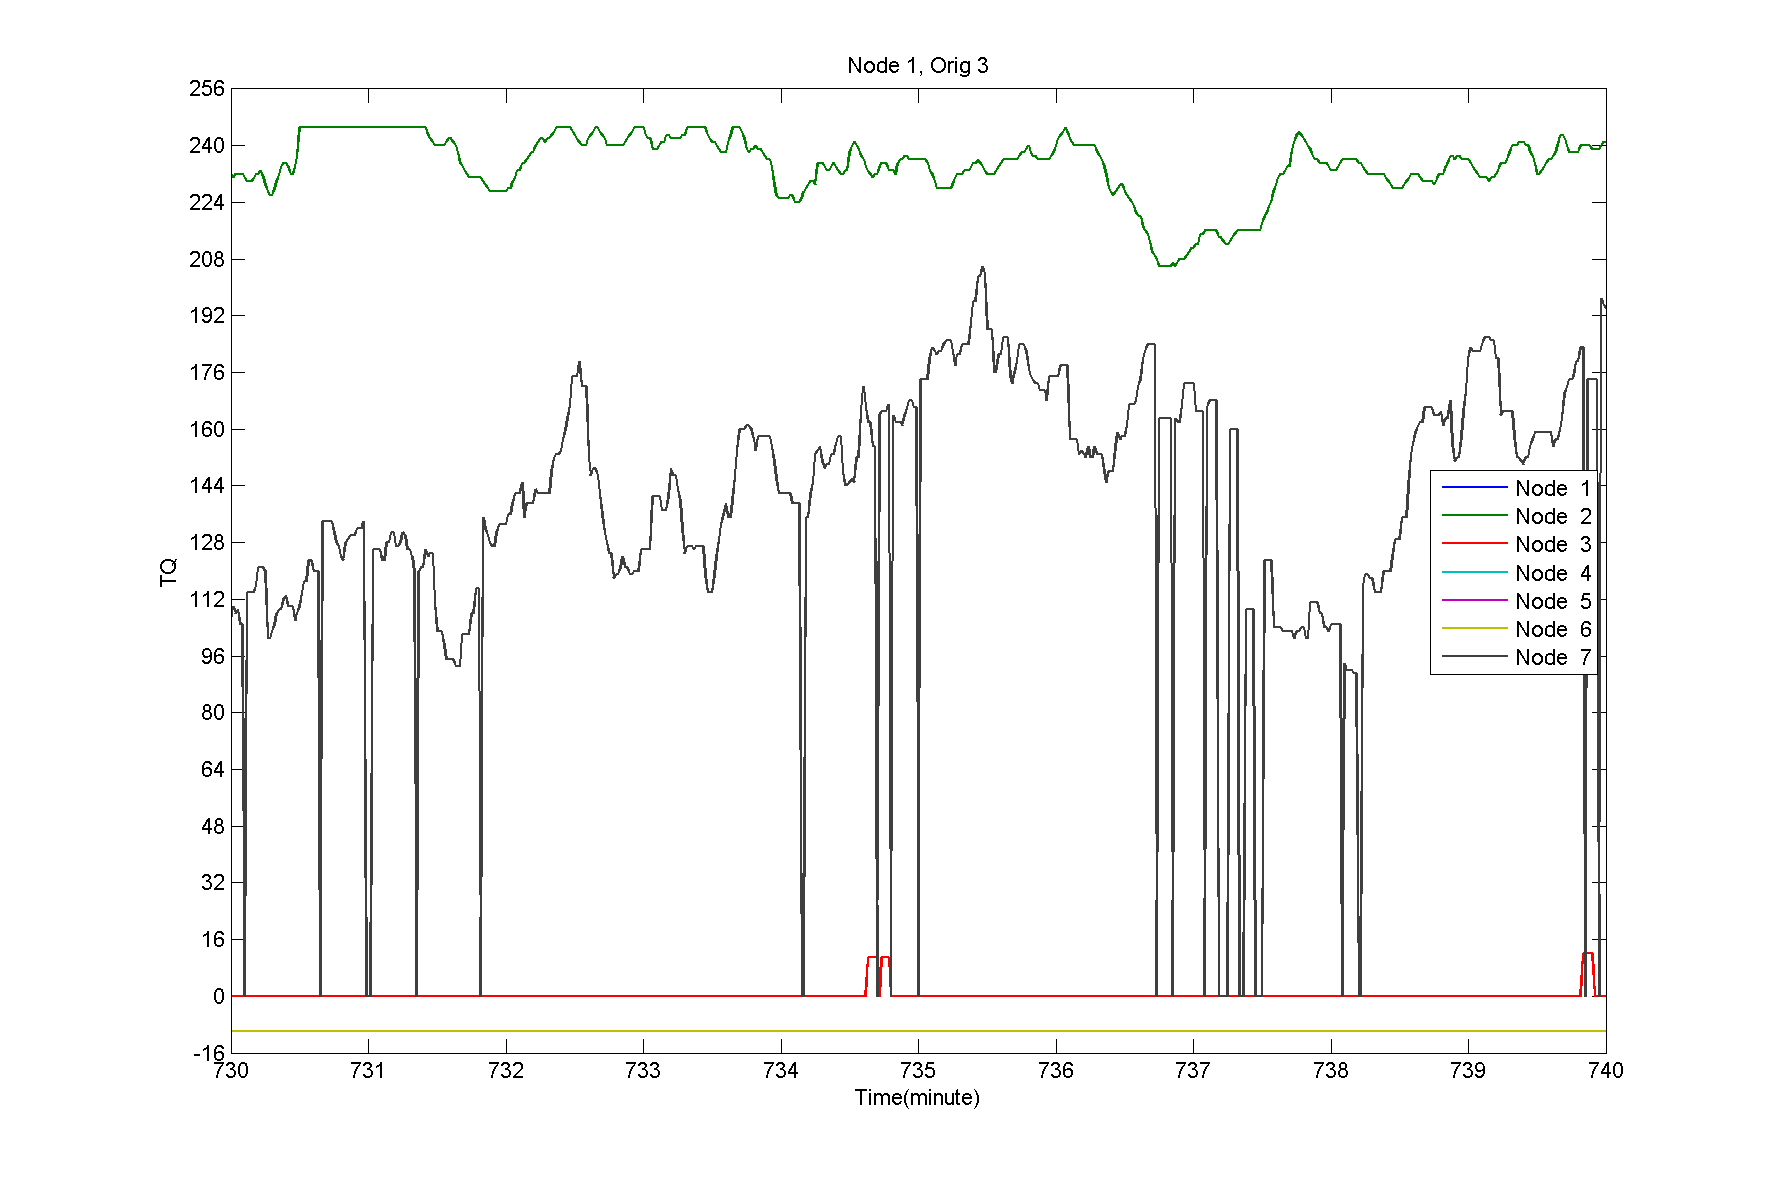 Node 1, Orig 3
256
240
224
208
192
176
160
144
128
112
96
80
64
48
32
16
0
-16
TQ
Node 1
Node 2
Node 3
Node 4
Node 5
Node 6
Node 7
730 731 732 733 734 735 736 737 738 739 740
Time(minute)